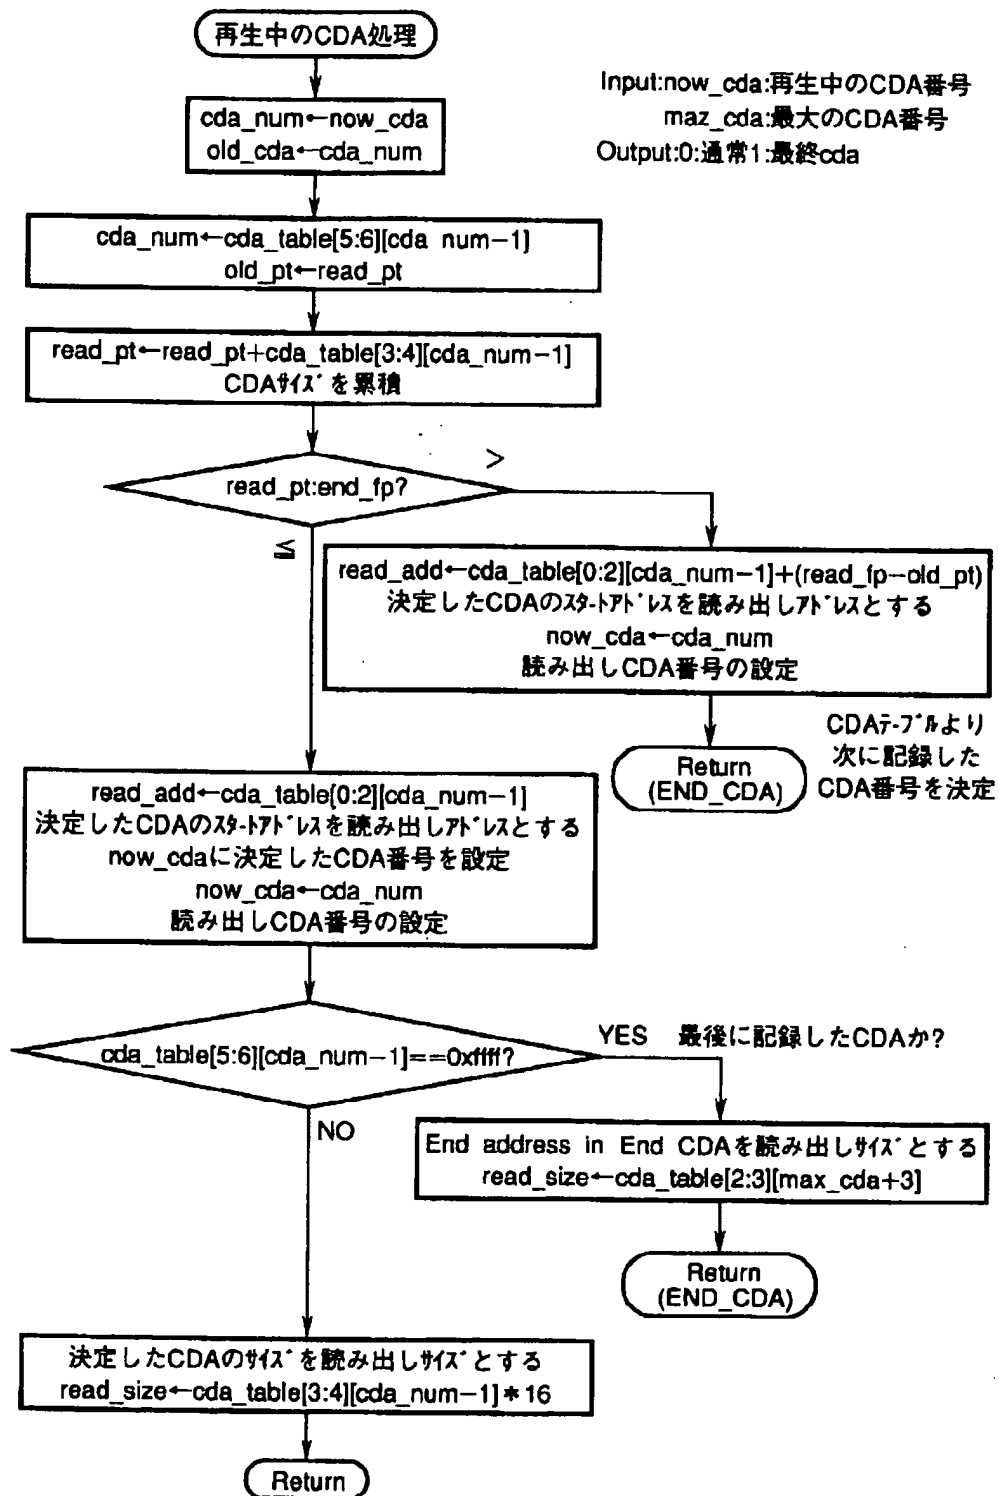 再生中のCDA処理
Input:now_cda:再生中のCDA番号
maz_cda:最大のCDA番号
Output:0:通常1:最終cda
cda_num←now_cda
old_cda←cda_num
cda_num←cda_table[5:6][cda num−1]
old_pt←read_pt
read_pt←read_pt+cda_table[3:4][cda_num−1]
CDAｻｲｽﾞを累積
read_pt:end_fp?
>
≦
read_add←cda_table[0:2][cda_num−1]+(read_fp−old_pt)
決定したCDAのｽﾀｰﾄｱﾄﾞﾚｽを読み出しｱﾄﾞﾚｽとする
now_cda←cda_num
読み出しCDA番号の設定
Return
(END_CDA)
CDAﾃｰﾌﾞﾙより
次に記録した
CDA番号を決定
read_add←cda_table[0:2][cda_num−1]
決定したCDAのｽﾀｰﾄｱﾄﾞﾚｽを読み出しｱﾄﾞﾚｽとする
now_cdaに決定したCDA番号を設定
now_cda←cda_num
読み出しCDA番号の設定
cda_table[5:6][cda_num−1]==0xffff?
YES 最後に記録したCDAか?
NO
End address in End CDAを読み出しｻｲｽﾞとする
read_size←cda_table[2:3][max_cda+3]
Return
(END_CDA)
決定したCDAのｻｲｽﾞを読み出しｻｲｽﾞとする
read_size←cda_table[3:4][cda_num−1]＊16
Return